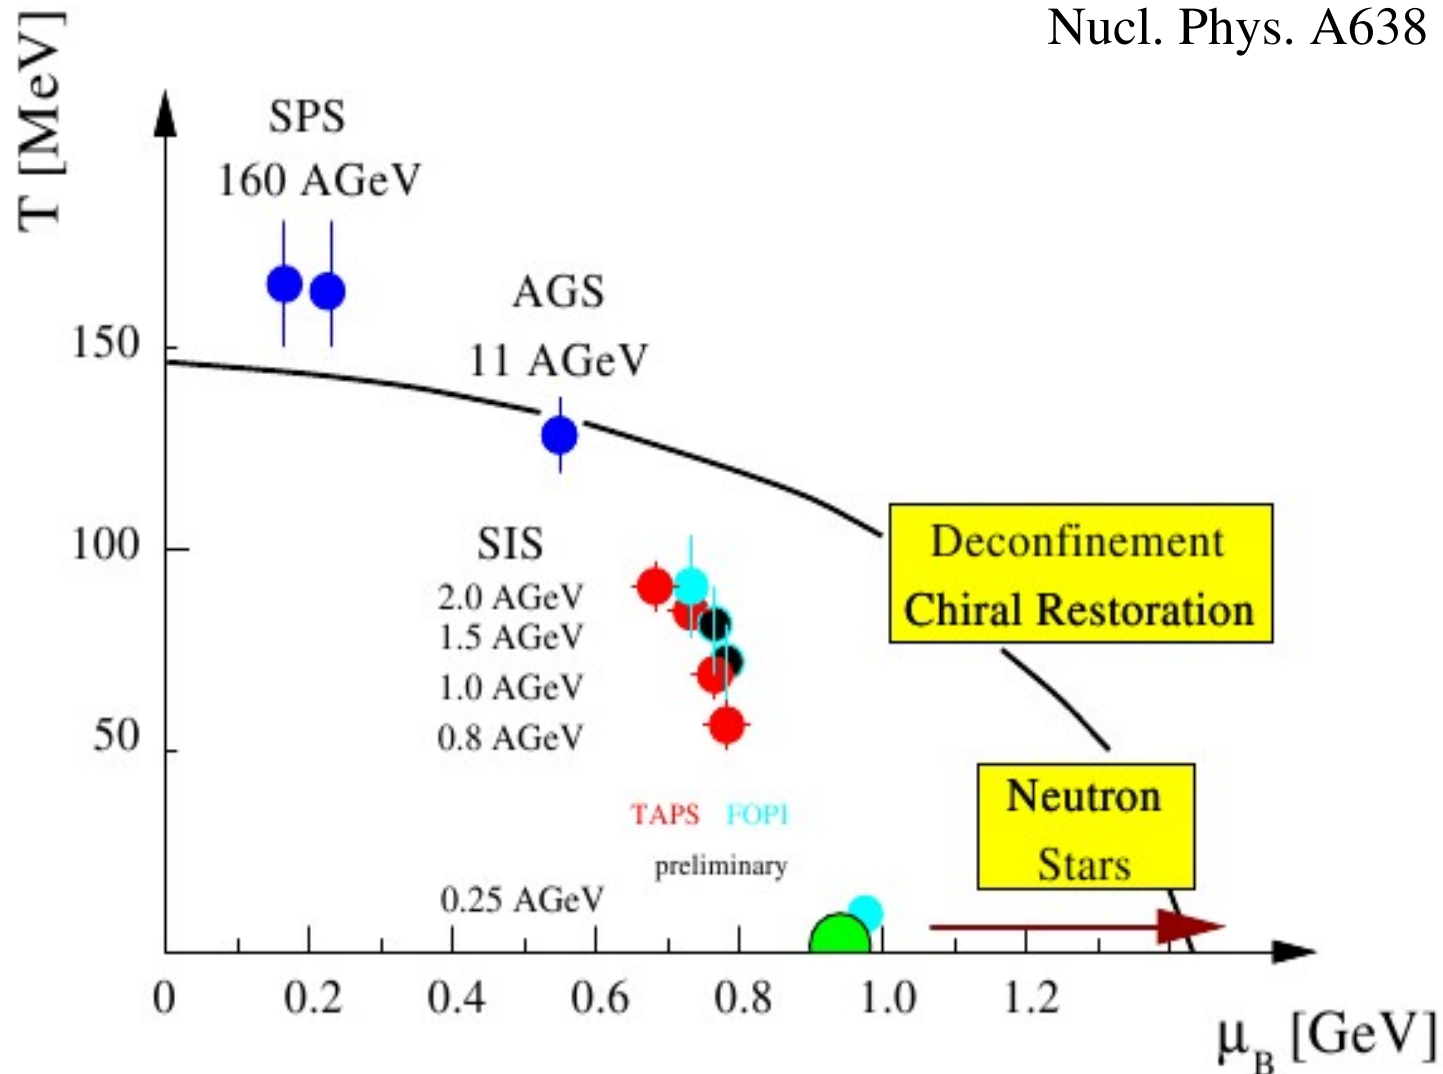 Nucl. Phys. A638
T [MeV]
SPS
160 AGeV
AGS
11 AGeV
150
100
50
SIS
2.0 AGeV
1.5 AGeV
1.0 AGeV
0.8 AGeV
Deconfinement
Chiral Restoration
Neutron
Stars
TAPS FOPI
preliminary
0.25 AGeV
0 0.2 0.4 0.6 0.8 1.0 1.2
μ_B [GeV]